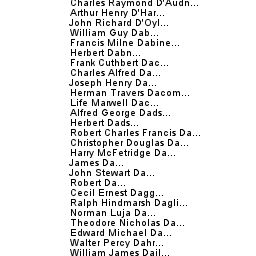 Charles Raymond D'Audn...
Arthur Henry D'Har...
John Richard D'Oyl...
William Guy Dab...
Francis Milne Dabine...
Herbert Dabn...
Frank Cuthbert Dac...
Charles Alfred Da...
Joseph Henry Da...
Herman Travers Dacom...
Life Maxwell Dac...
Alfred George Dads...
Herbert Dads...
Robert Charles Francis Da...
Christopher Douglas Da...
Harry McFetridge Da...
James Da...
John Stewart Da...
Robert Da...
Cecil Ernest Dagg...
Ralph Hindmarsh Dagli...
Norman Luja Da...
Theodore Nicholas Da...
Edward Michael Da...
Walter Percy Dahr...
William James Dail...